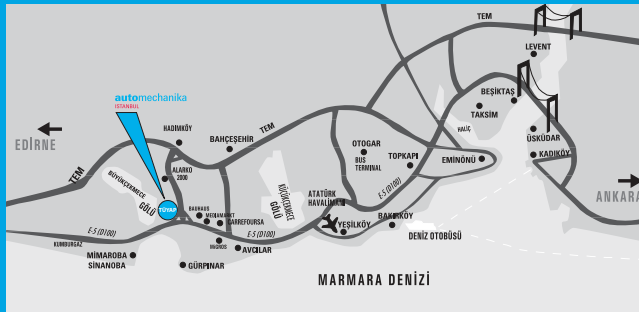 TEM
LEVENT
automechanika
ISTANBUL
BEŞİKTAŞ
TAKSİM
EDİRNE
HADIMKÖY
BAHÇEŞEHİR
TEM
HALİÇ
ÜSKÜDAR
OTOGAR
BUS
TERMINAL
TOPKAPI
EMİNÖNÜ
KADIKÖY
TEM
ALARKO
2000
BÜYÜKÇEKMECE
GÖLÜ
KÜÇÜKÇEKMECE
GÖLÜ
ATATÜRK
HAVALİMANI
E-5 (D100)
ANKARA
TÜYAP
BAUHAUS
MEDIAMARKT
CARREFOURSA
E-5 (D100)
E-5 (D100)
YEŞİLKÖY
BAKIRKÖY
DENİZ OTOBÜSÜ
KUMBURGAZ
MİGROS
AVCILAR
MİMAROBA
SİNANOBA
GÜRPINAR
MARMARA DENİZİ